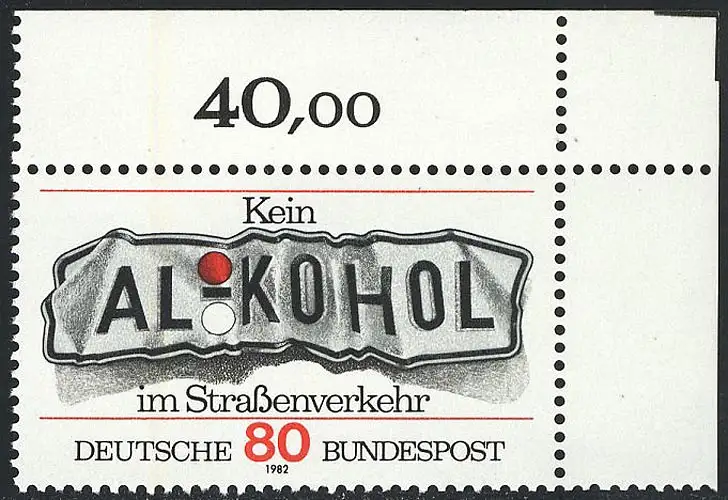 40,00
Kein
AL-KOHOL
im Straßenverkehr
DEUTSCHE 80 BUNDESPOST
1982